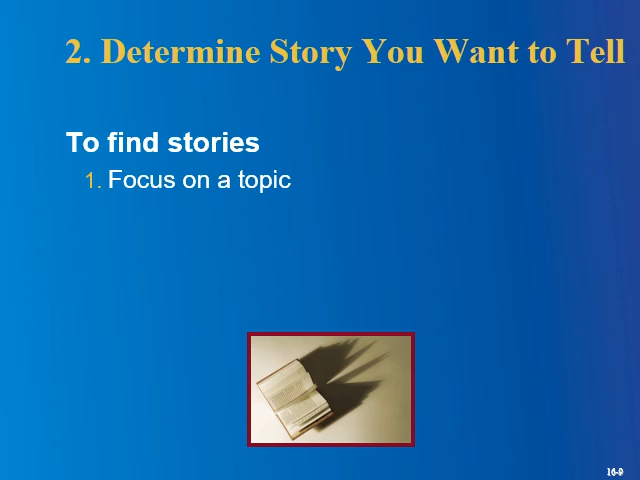 2. Determine Story You Want to Tell
To find stories
1. Focus on a topic
16-9